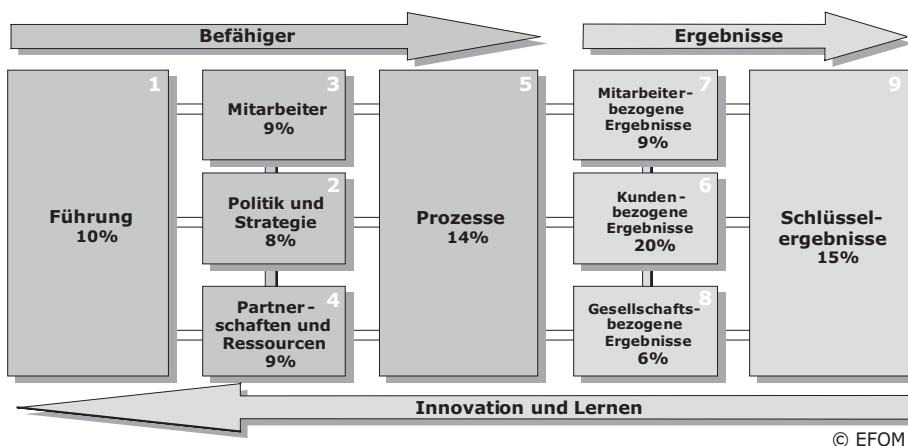 Befähiger
Ergebnisse
1
Führung
10%
3
Mitarbeiter
9%
2
Politik und
Strategie
8%
4
Partner-
schaften und
Ressourcen
9%
5
Prozesse
14%
7
Mitarbeiter-
bezogene
Ergebnisse
9%
6
Kunden-
bezogene
Ergebnisse
20%
8
Gesellschafts-
bezogene
Ergebnisse
6%
9
Schlüssel-
ergebnisse
15%
Innovation und Lernen
© EFQM